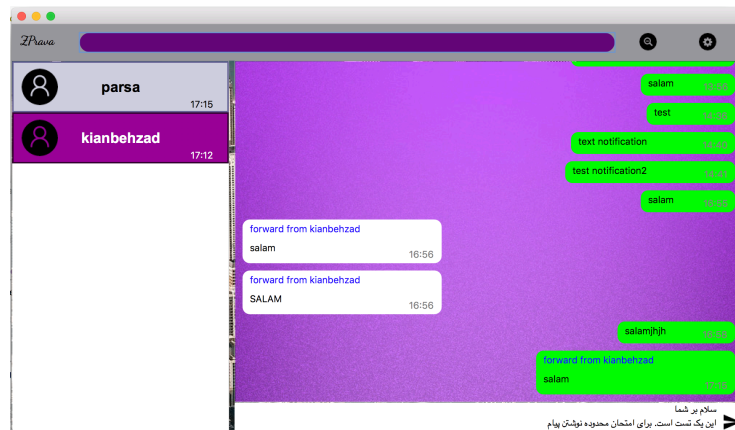 ZPrava
parsa
17:15
kianbehzad
17:12
salam
test
text notification
test notification2
14:41
salam
forward from kianbehzad
salam
16:56
forward from kianbehzad
SALAM
16:56
salamjhjh
forward from kianbehzad
salam
سلام بر شما
این یک تست است. برای امتحان محدوده نوشتن پیام